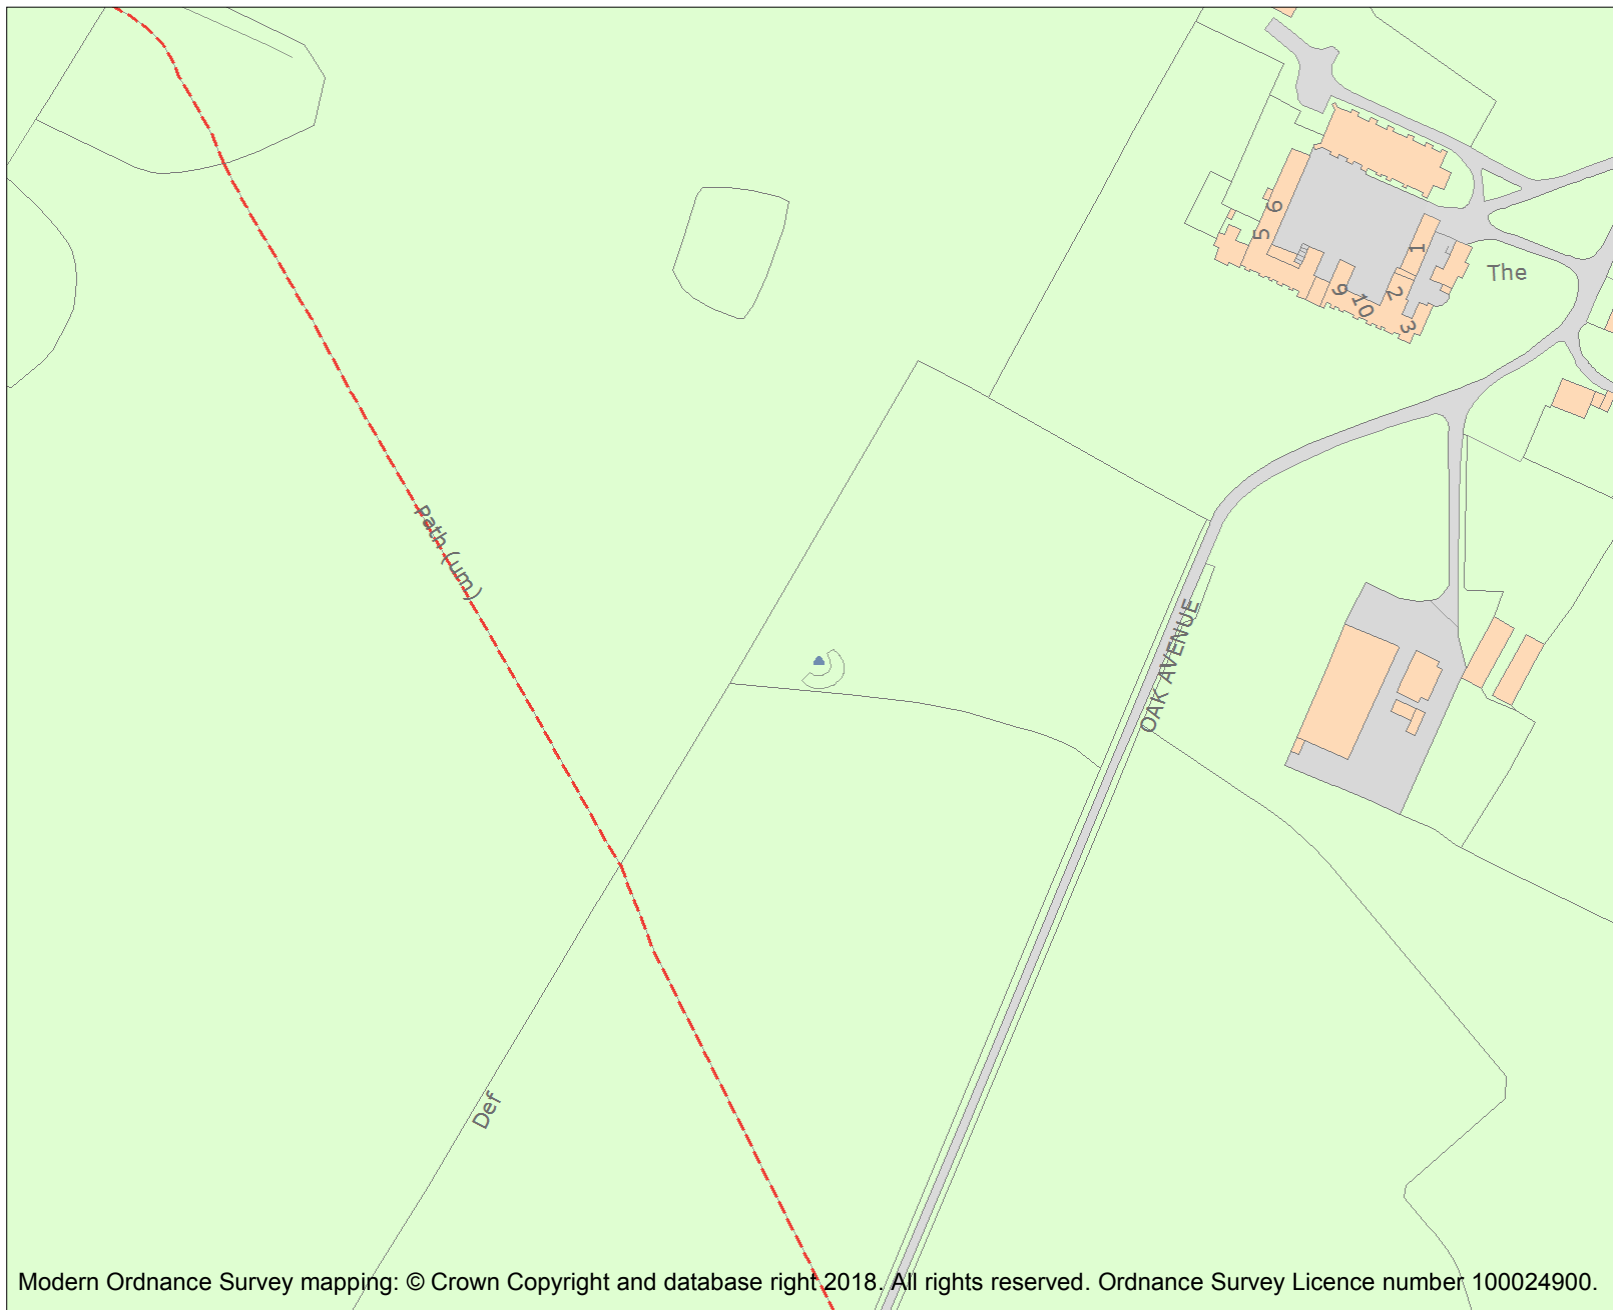 6
5
1
The
9
10
2
3
Path (um)
OAK AVENUE
Def
Modern Ordnance Survey mapping: © Crown Copyright and database right 2018. All rights reserved. Ordnance Survey Licence number 100024900.